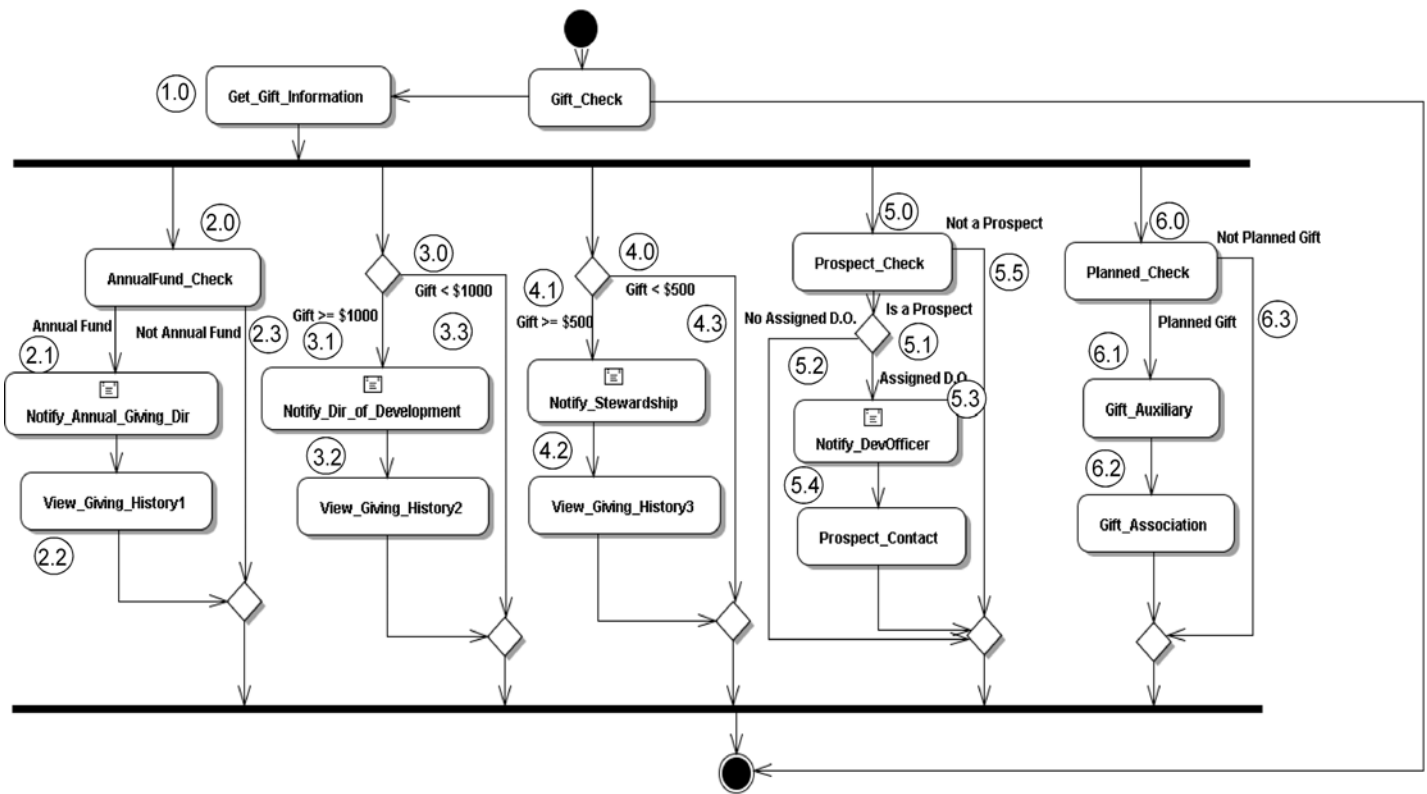 1.0
Get_Gift_Information
Gift_Check
2.0
AnnualFund_Check
Annual Fund
Not Annual Fund
2.3
2.1
Notify_Annual_Giving_Dir
View_Giving_History1
2.2
3.0
Gift < $1000
Gift >= $1000
3.1
3.3
Notify_Dir_of_Development
3.2
View_Giving_History2
4.0
4.1
Gift < $500
Gift >= $500
4.3
Notify_Stewardship
4.2
View_Giving_History3
5.0
Not a Prospect
Prospect_Check
5.5
No Assigned D.O.
Is a Prospect
5.1
5.2
Assigned D.O.
5.3
Notify_DevOfficer
5.4
Prospect_Contact
6.0
Not Planned Gift
Planned_Check
Planned Gift
6.3
6.1
Gift_Auxiliary
6.2
Gift_Association